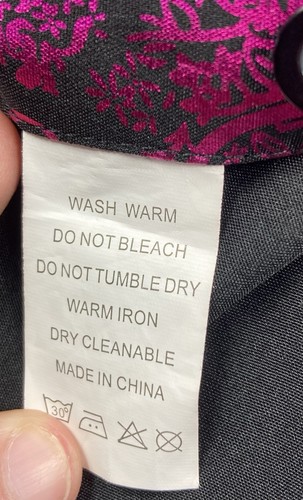 WASH WARM
DO NOT BLEACH
DO NOT TUMBLE DRY
WARM IRON
DRY CLEANABLE
MADE IN CHINA
30°